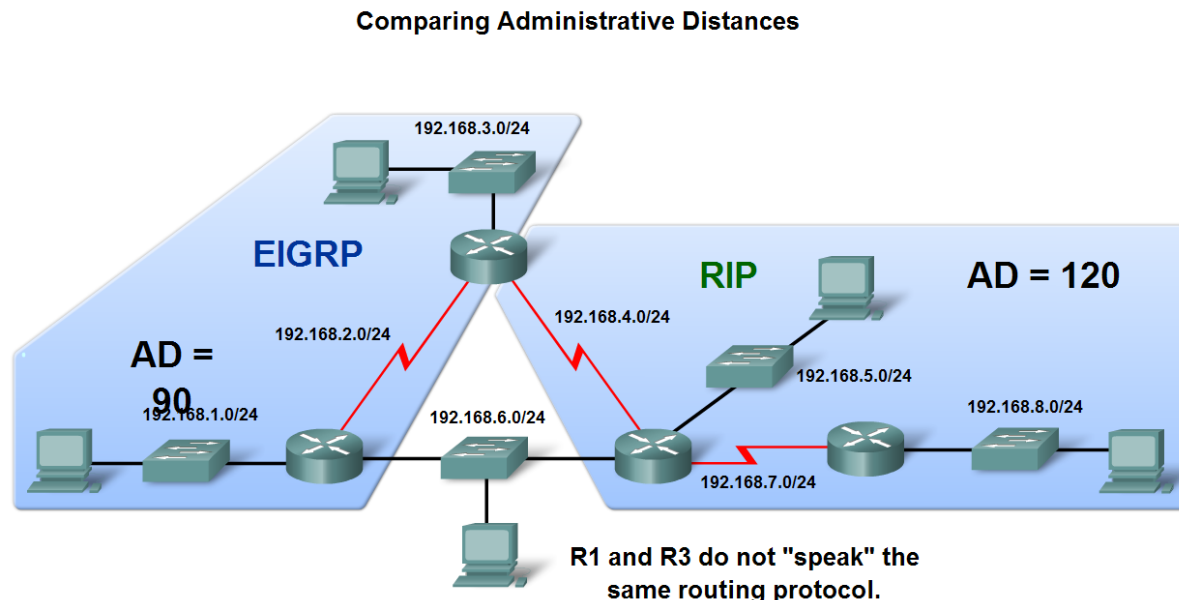 Comparing Administrative Distances
192.168.3.0/24
EIGRP
RIP
AD = 120
192.168.2.0/24
192.168.4.0/24
AD =
90
192.168.5.0/24
192.168.1.0/24
192.168.6.0/24
192.168.8.0/24
192.168.7.0/24
R1 and R3 do not "speak" the
same routing protocol.